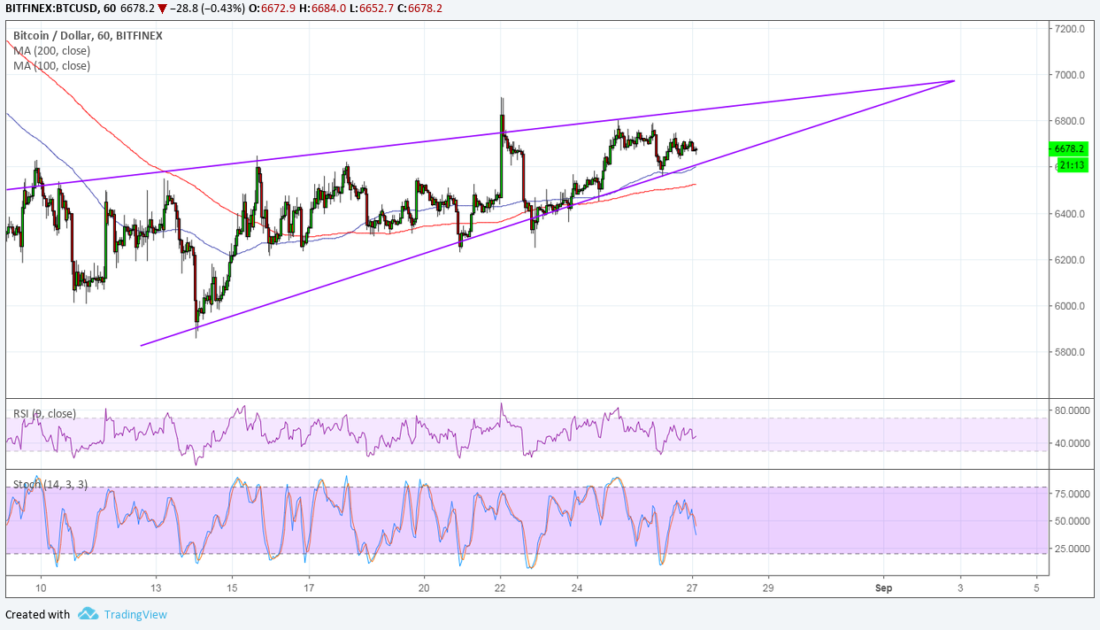 BITFINEX:BTCUSD, 60 6678.2 ▼ −28.8 (−0.43%) O:6672.9 H:6684.0 L:6652.7 C:6678.2
Bitcoin / Dollar, 60, BITFINEX
MA (200, close)
MA (100, close)
7200.0
7000.0
6800.0
6678.2
21:13
6400.0
6200.0
6000.0
5800.0
RSI (9, close)
80.0000
40.0000
Stoch (14, 3, 3)
75.0000
50.0000
25.0000
10 13 15 17 20 22 24 27 29 Sep 3 5
Created with TradingView